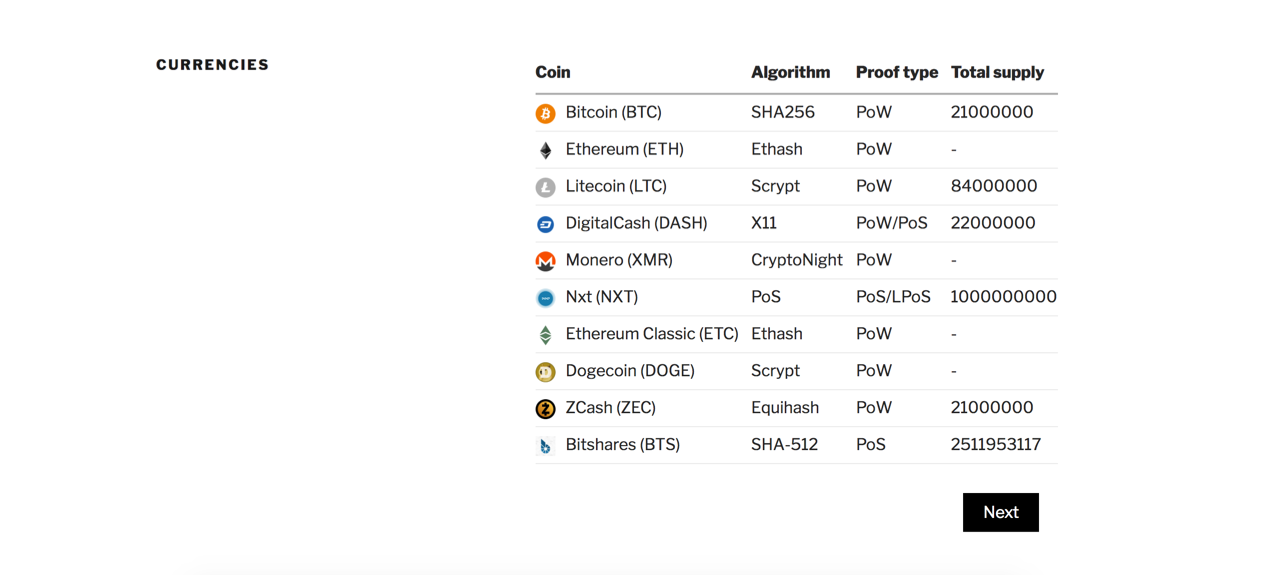 CURRENCIES
Coin Algorithm Proof type Total supply
Bitcoin (BTC) SHA256 PoW 21000000
Ethereum (ETH) Ethash PoW -
Litecoin (LTC) Scrypt PoW 84000000
DigitalCash (DASH) X11 PoW/PoS 22000000
Monero (XMR) CryptoNight PoW -
Nxt (NXT) PoS PoS/LPoS 1000000000
Ethereum Classic (ETC) Ethash PoW -
Dogecoin (DOGE) Scrypt PoW -
ZCash (ZEC) Equihash PoW 21000000
Bitshares (BTS) SHA-512 PoS 2511953117
Next